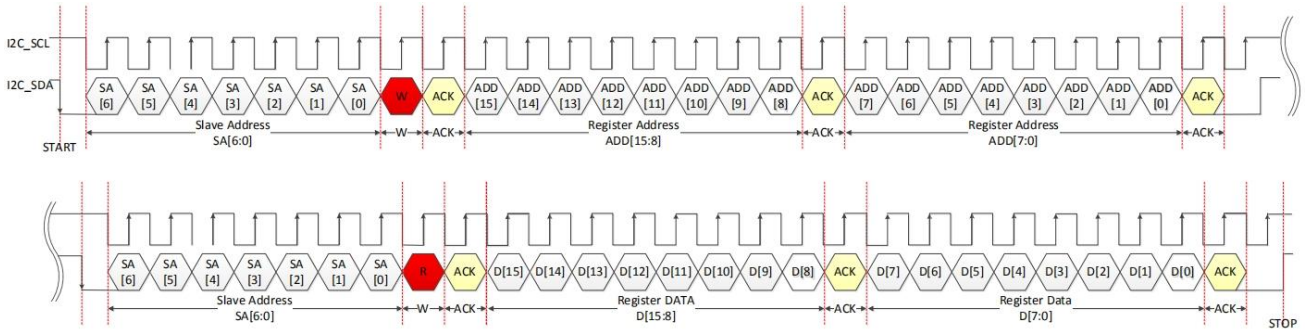 I2C_SCL
I2C_SDA
SA [6] SA [5] SA [4] SA [3] SA [2] SA [1] SA [0] W ACK ADD [15] ADD [14] ADD [13] ADD [12] ADD [11] ADD [10] ADD [9] ADD [8] ACK ADD [7] ADD [6] ADD [5] ADD [4] ADD [3] ADD [2] ADD [1] ADD [0] ACK
Slave Address W ACK Register Address ACK Register Address ACK
START SA[6:0] ADD[15:8] ADD[7:0]
SA [6] SA [5] SA [4] SA [3] SA [2] SA [1] SA [0] R ACK D[15] D[14] D[13] D[12] D[11] D[10] D[9] D[8] ACK D[7] D[6] D[5] D[4] D[3] D[2] D[1] D[0] ACK
Slave Address W ACK Register DATA ACK Register Data ACK
SA[6:0] D[15:8] D[7:0] STOP